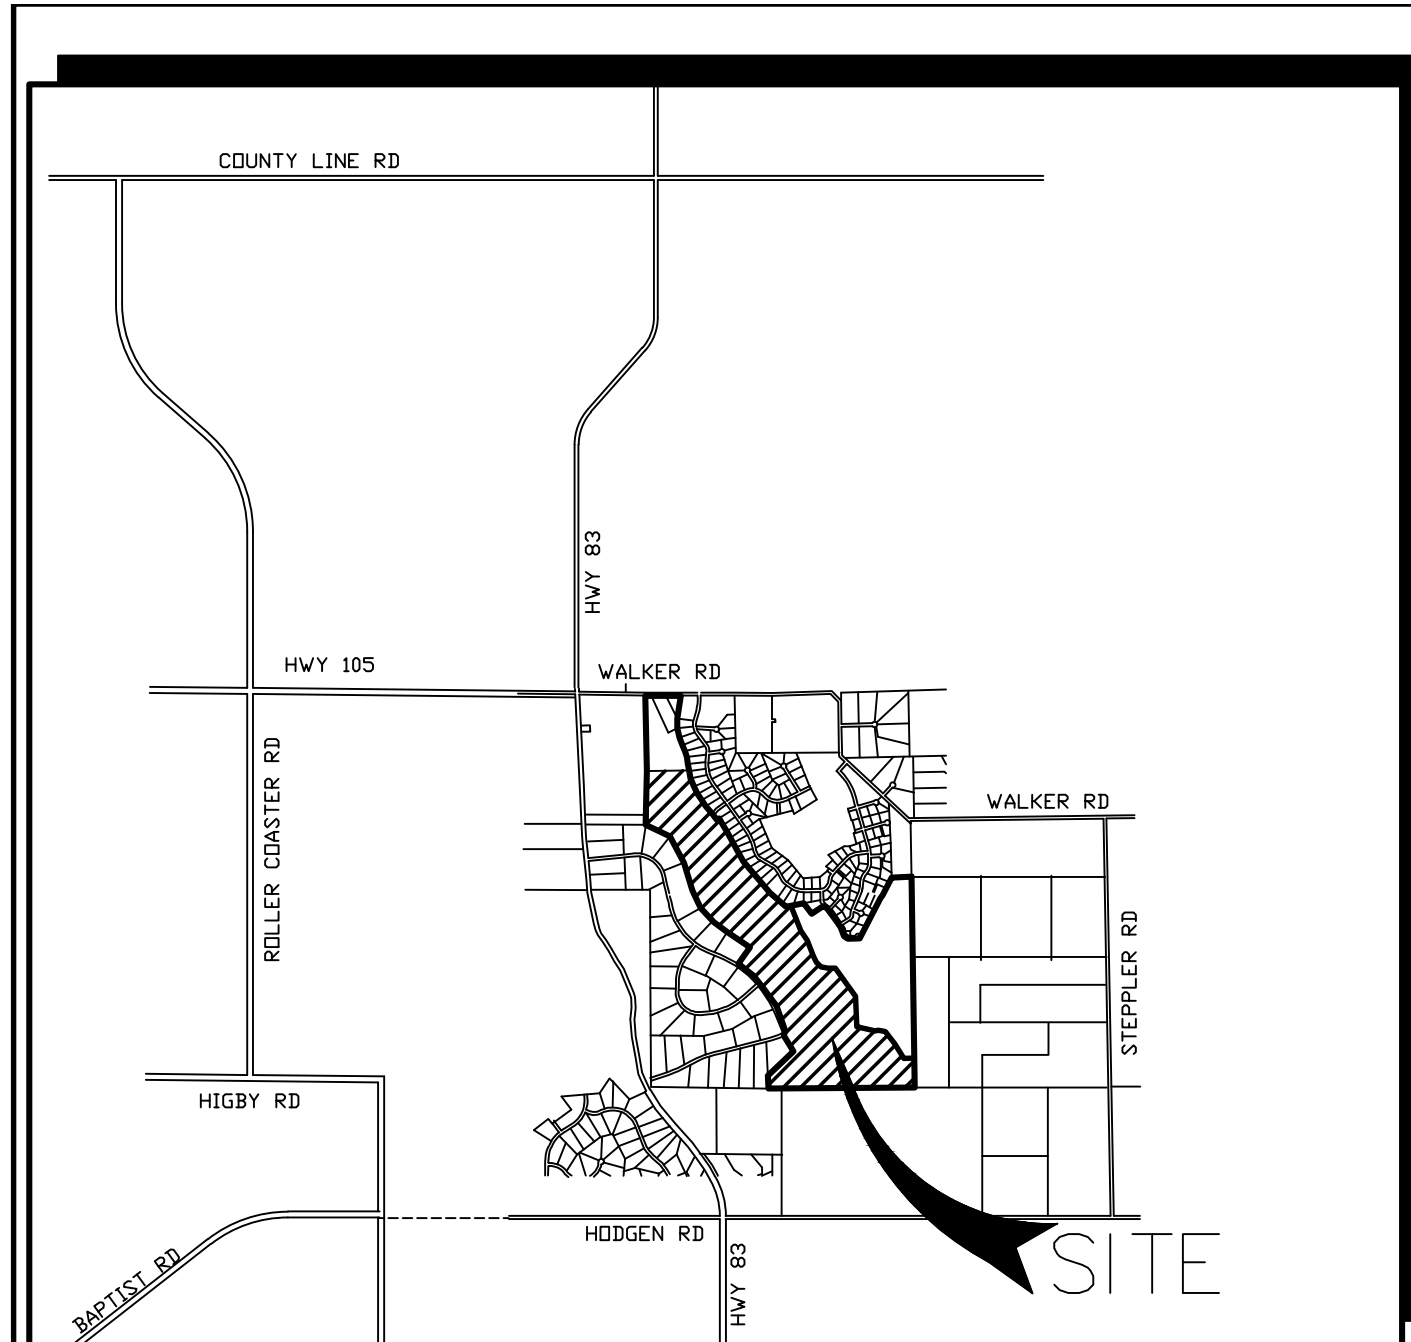 COUNTY LINE RD
HWY 83
HWY 105
WALKER RD
ROLLER COASTER RD
WALKER RD
STEPPLER RD
HIGBY RD
HODGEN RD
BAPTIST RD
HWY 83
SITE